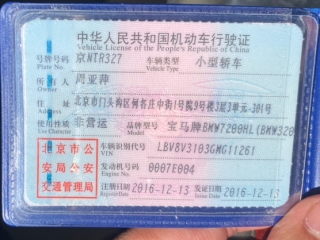 中华人民共和国机动车行驶证
Vehicle License of the People's Republic of China
号牌号码 京NTR327 车辆类型 小型轿车
Plate No. Vehicle Type
所有人 周亚萍
住址 北京市门头沟区何各庄中街1号院9号楼3层3单元-301号
使用性质 非营运 品牌型号 宝马牌BMW7200HL(BMW320
北京市公
安局公安
交通管理局
车辆识别代号 LBV8V3103GMG11261
VIN
发动机号码 0007E004
Engine No.
注册日期 2016-12-13 发证日期 2016-12-13
Register Date Issue Date